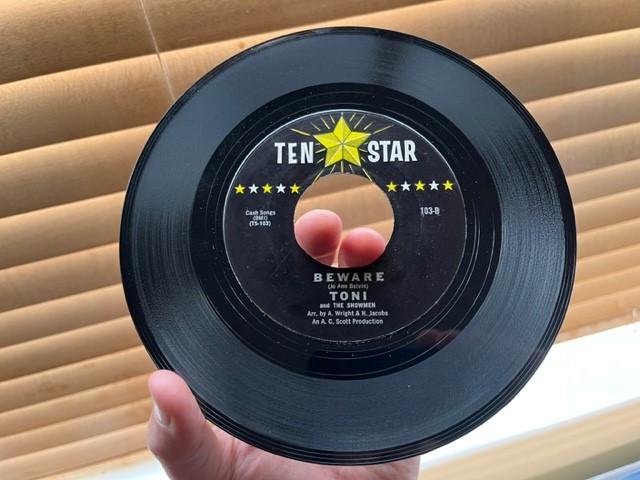 TEN STAR
Cash Songs
(BMI)
(TS-103)
103-B
BEWARE
(Jo Ann Belvin)
TONI
and THE SHOWMEN
Arr. by A. Wright & H. Jacobs
An A. C. Scott Production